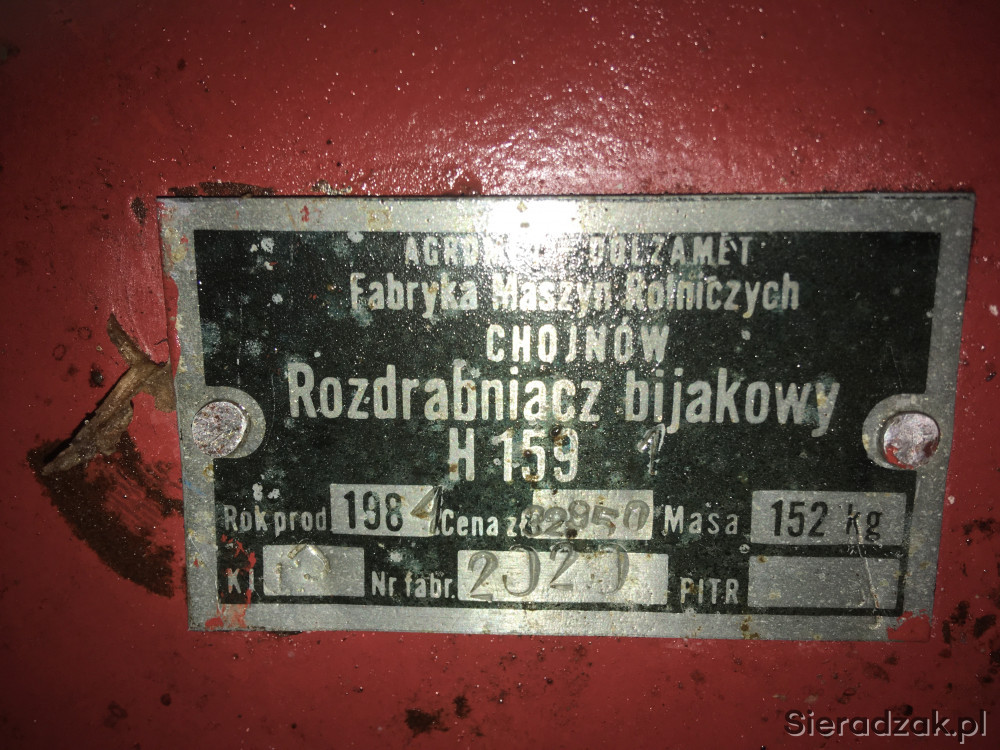 DOLZAMET
Fabryka Maszyn Rolniczych
CHOJNÓW
Rozdrabniacz bijakowy
H 159 1
Rok prod 1984 Cena zł Masa 152 kg
Kl Nr fabr. PITR
Sieradzak.pl